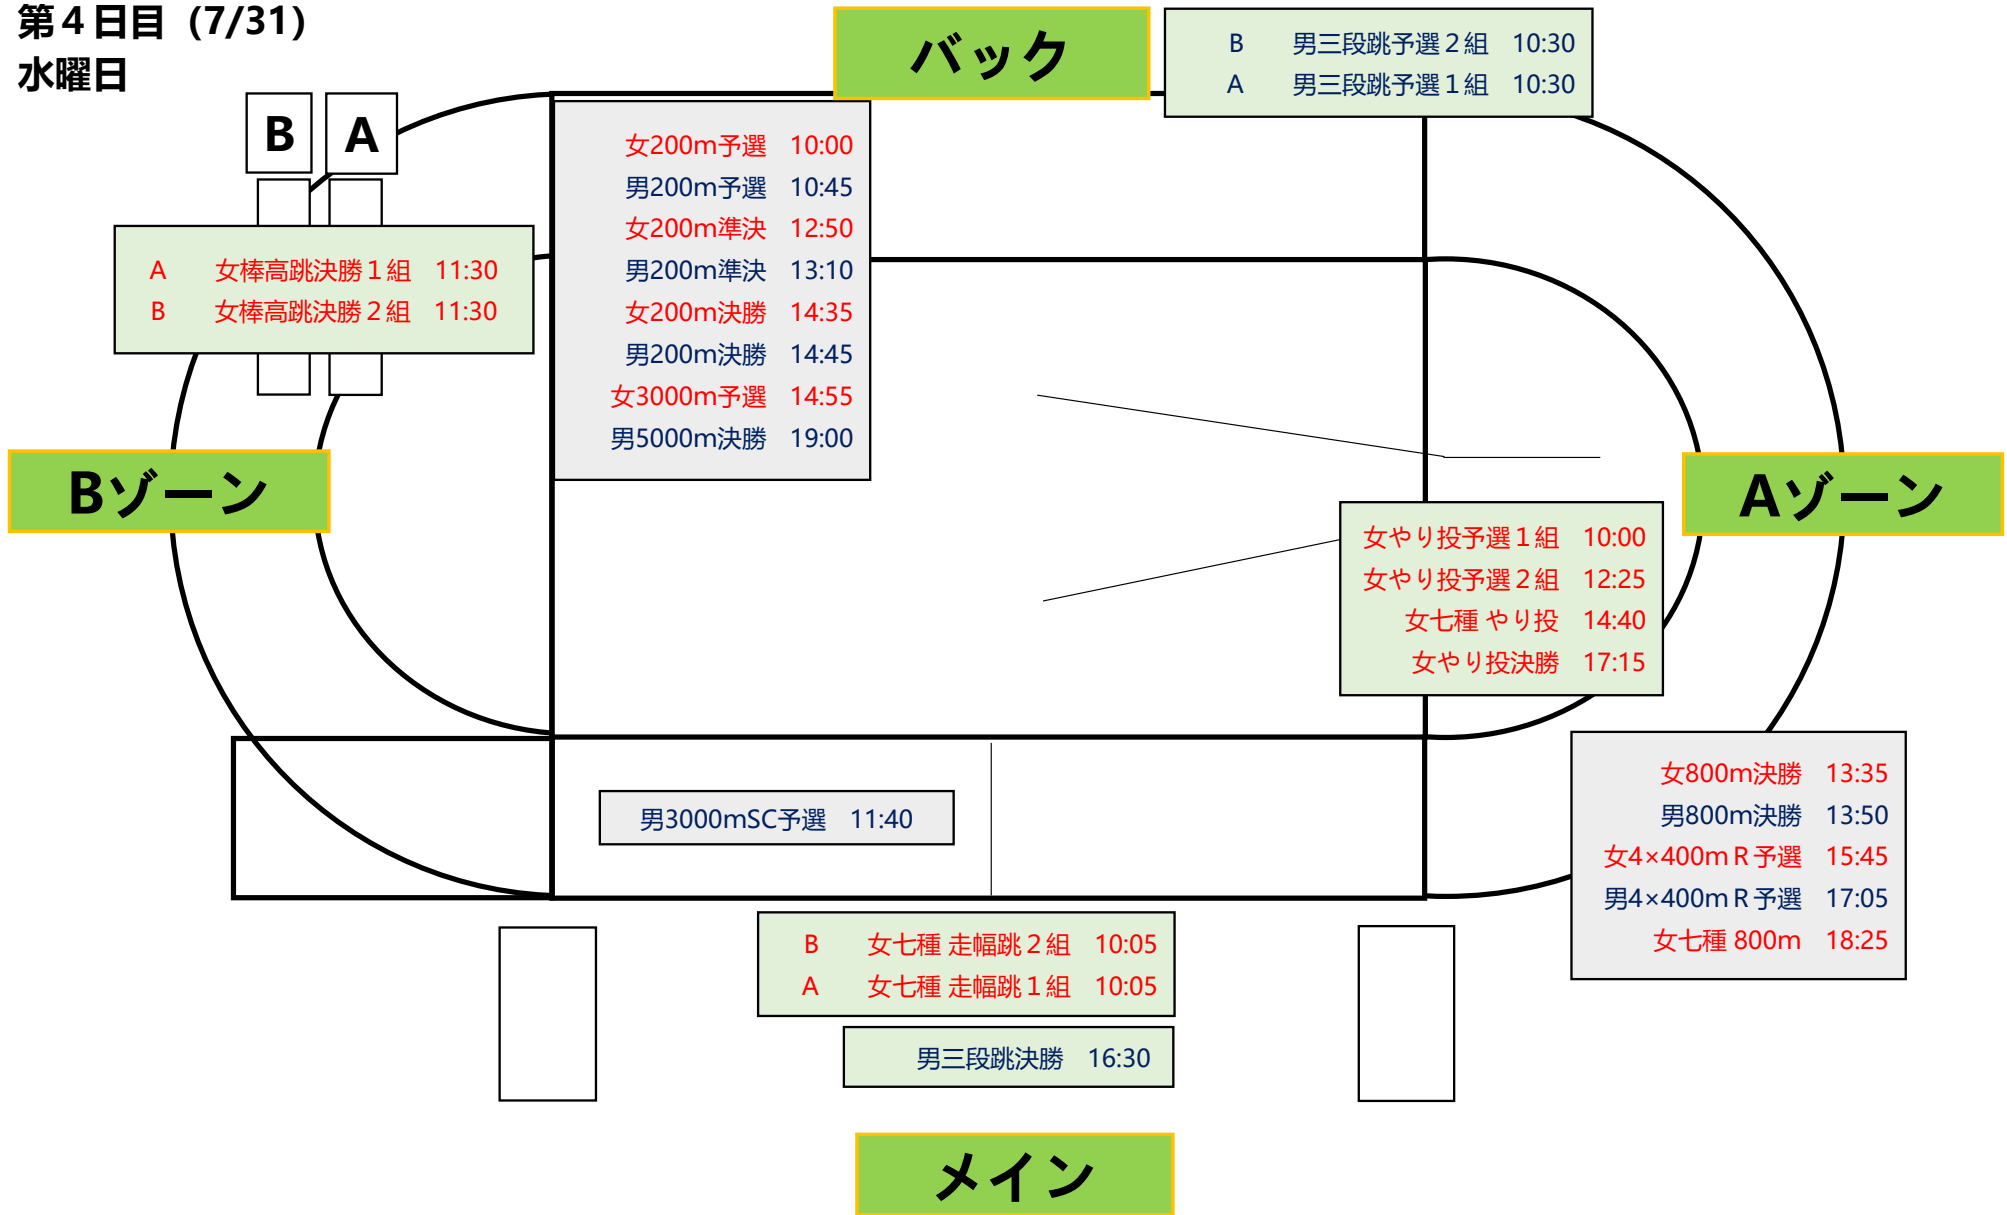 第４日目（7/31）
水曜日
バック
B 男三段跳予選２組 10:30
A 男三段跳予選１組 10:30
B
A
女200m予選 10:00
男200m予選 10:45
女200m準決 12:50
男200m準決 13:10
女200m決勝 14:35
男200m決勝 14:45
女3000m予選 14:55
男5000m決勝 19:00
A 女棒高跳決勝１組 11:30
B 女棒高跳決勝２組 11:30
Bゾーン
Aゾーン
女やり投予選１組 10:00
女やり投予選２組 12:25
女七種 やり投 14:40
女やり投決勝 17:15
男3000mSC予選 11:40
女800m決勝 13:35
男800m決勝 13:50
女4×400mＲ予選 15:45
男4×400mＲ予選 17:05
女七種 800m 18:25
B 女七種 走幅跳２組 10:05
A 女七種 走幅跳１組 10:05
男三段跳決勝 16:30
メイン